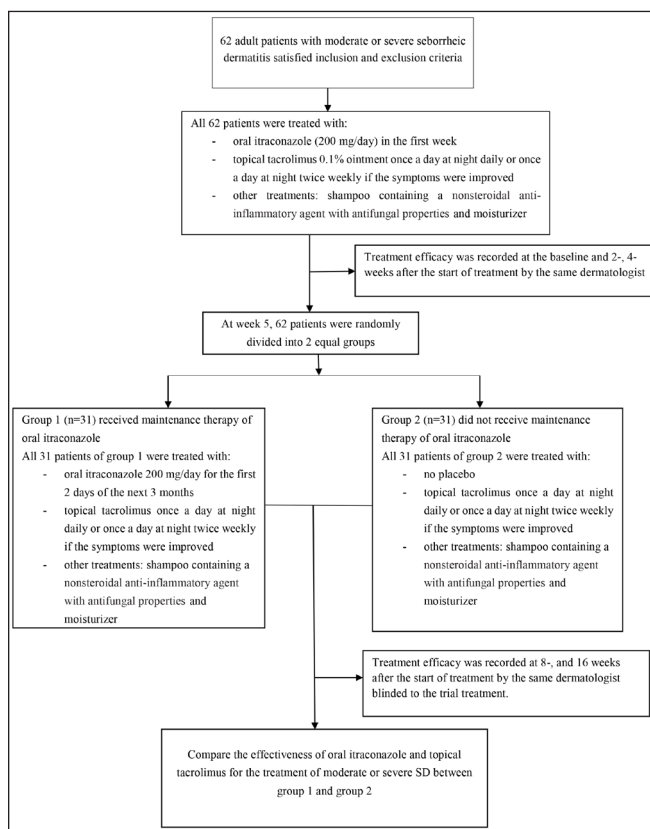 62 adult patients with moderate or severe seborrheic
dermatitis satisfied inclusion and exclusion criteria
All 62 patients were treated with:
- oral itraconazole (200 mg/day) in the first week
- topical tacrolimus 0.1% ointment once a day at night daily or once
a day at night twice weekly if the symptoms were improved
- other treatments: shampoo containing a nonsteroidal anti-
inflammatory agent with antifungal properties and moisturizer
Treatment efficacy was recorded at the baseline and 2-, 4-
weeks after the start of treatment by the same dermatologist
At week 5, 62 patients were randomly
divided into 2 equal groups
Group 1 (n=31) received maintenance therapy of
oral itraconazole
All 31 patients of group 1 were treated with:
- oral itraconazole 200 mg/day for the first
2 days of the next 3 months
- topical tacrolimus once a day at night
daily or once a day at night twice weekly
if the symptoms were improved
- other treatments: shampoo containing a
nonsteroidal anti-inflammatory agent
with antifungal properties and
moisturizer
Group 2 (n=31) did not receive maintenance
therapy of oral itraconazole
All 31 patients of group 2 were treated with:
- no placebo
- topical tacrolimus once a day at night
daily or once a day at night twice weekly
if the symptoms were improved
- other treatments: shampoo containing a
nonsteroidal anti-inflammatory agent
with antifungal properties and
moisturizer
Treatment efficacy was recorded at 8-, and 16 weeks
after the start of treatment by the same dermatologist
blinded to the trial treatment.
Compare the effectiveness of oral itraconazole and topical
tacrolimus for the treatment of moderate or severe SD between
group 1 and group 2